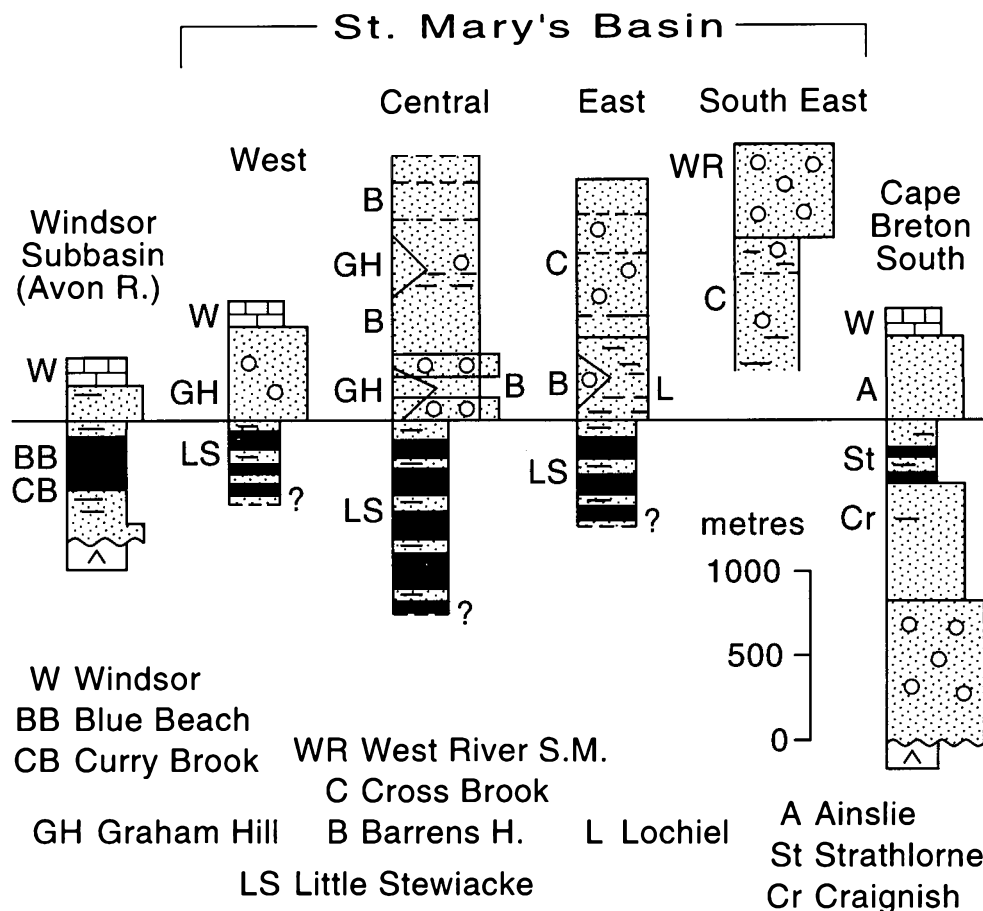 St. Mary's Basin
Central
East
South East
West
Windsor
Subbasin
(Avon R.)
Cape
Breton
South
W
GH
LS
?
W
BB
CB
B
GH
B
GH
B
LS
?
C
B
L
LS
?
WR
C
W
A
St
Cr
metres
1000
500
0
W Windsor
BB Blue Beach
CB Curry Brook
GH Graham Hill
WR West River S.M.
C Cross Brook
B Barrens H.
L Lochiel
LS Little Stewiacke
A Ainslie
St Strathlorne
Cr Craignish